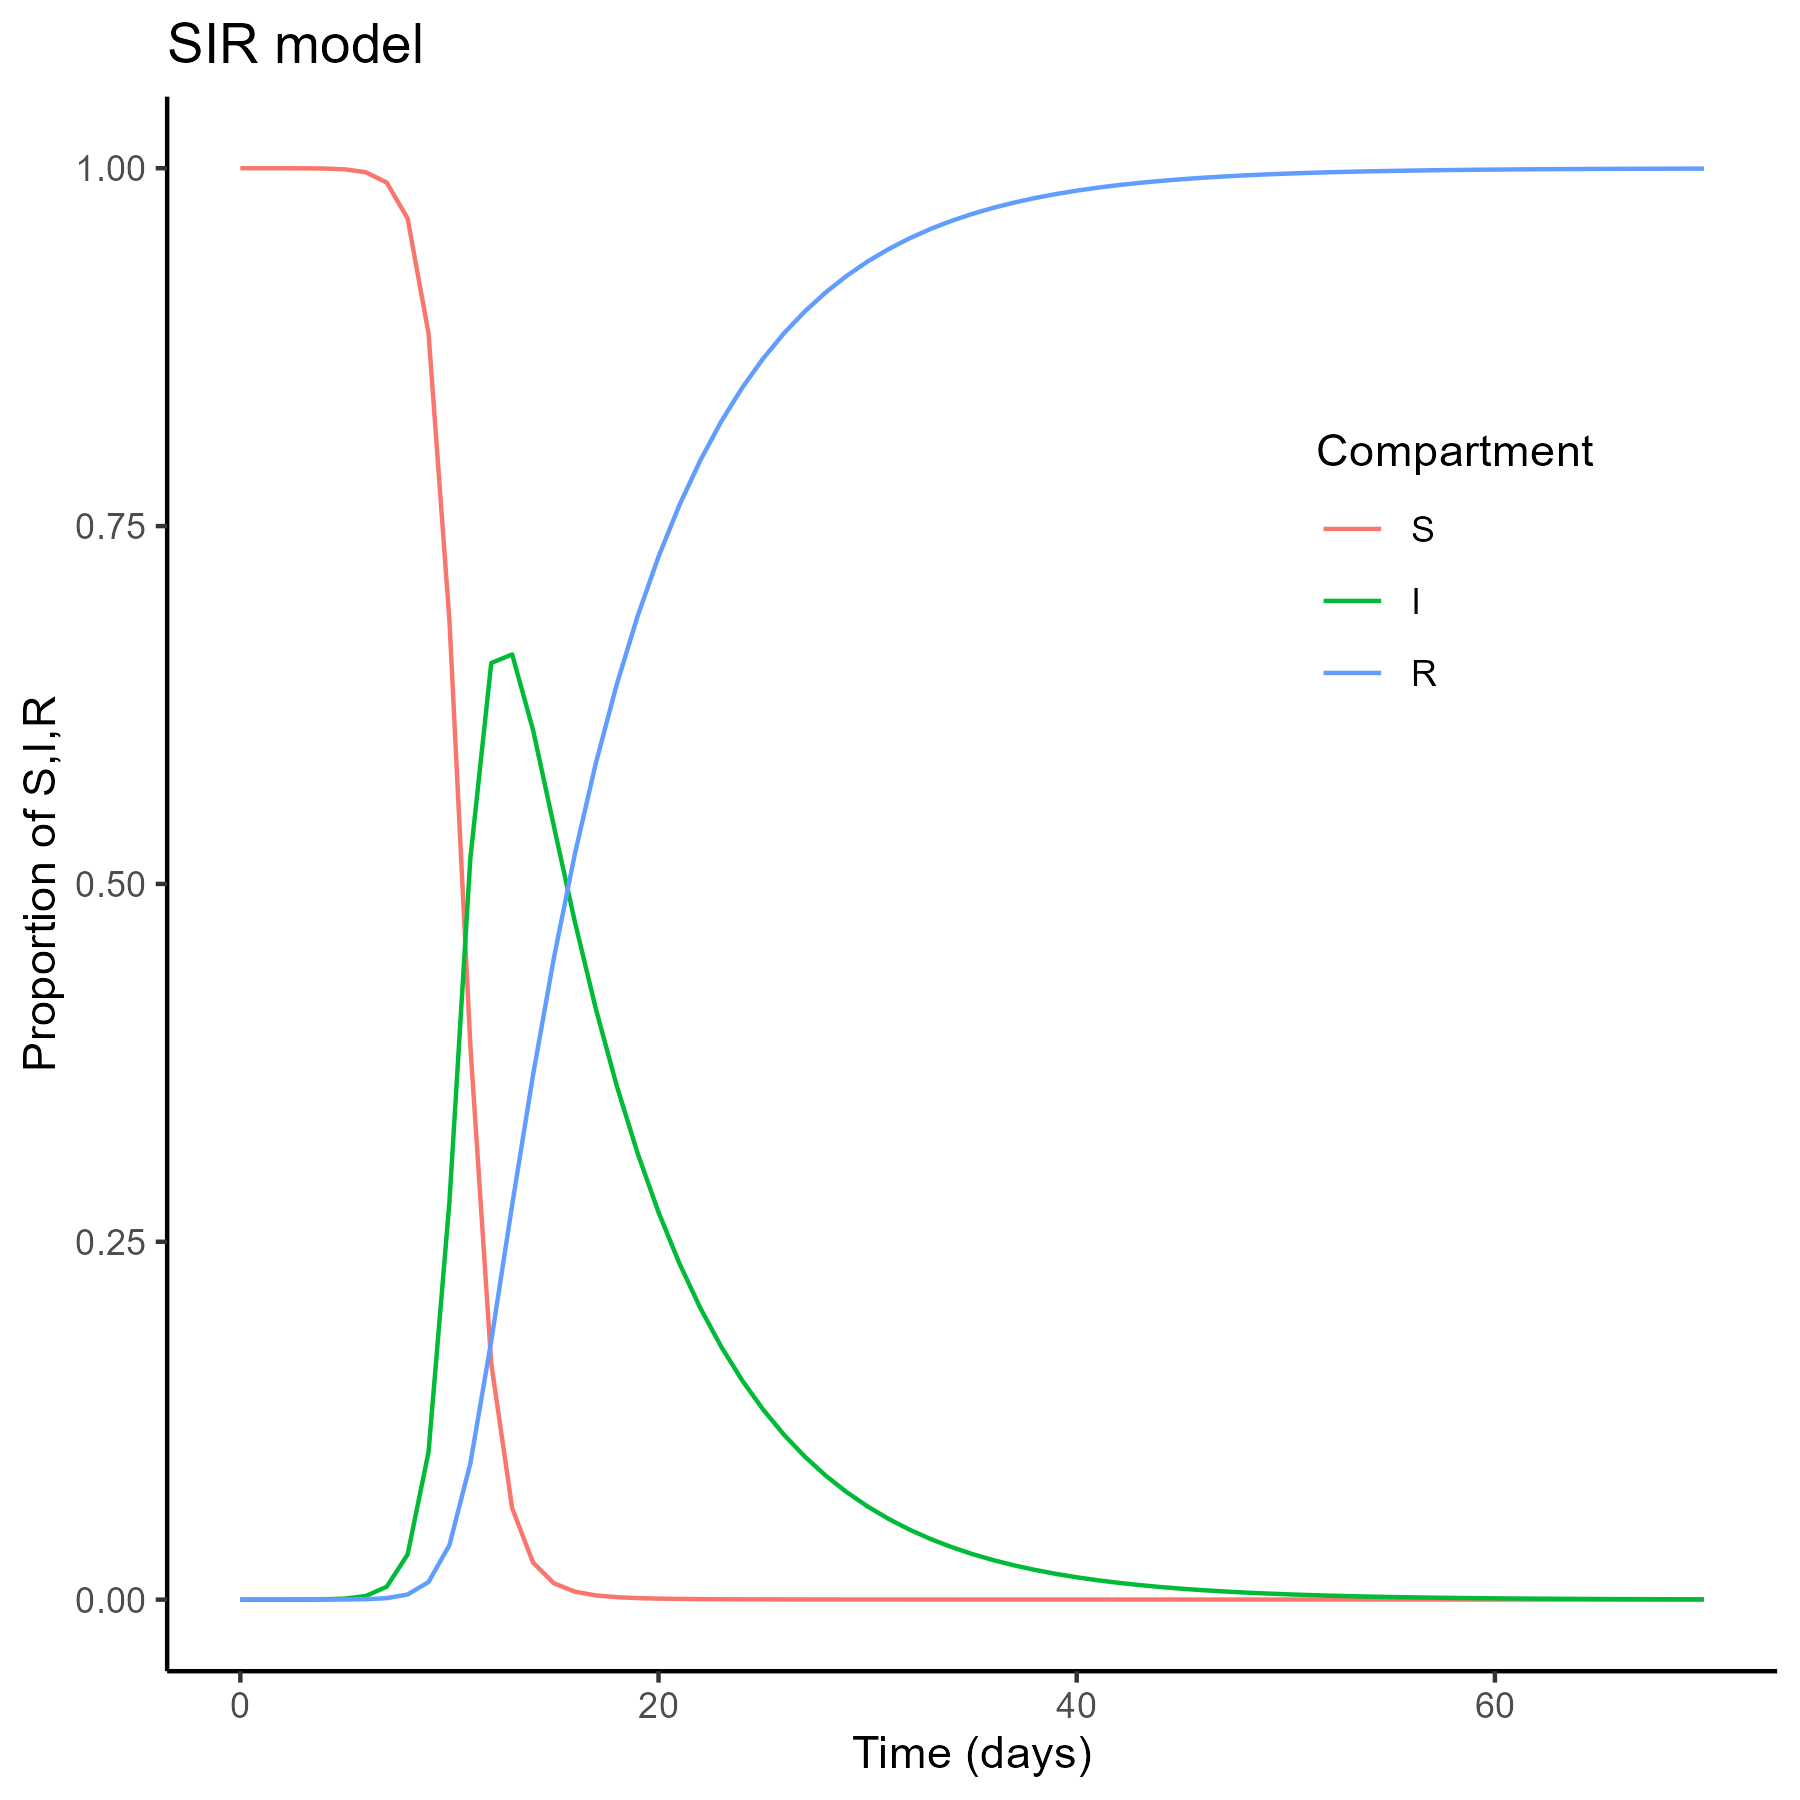 SIR model
1.00
0.75
0.50
0.25
0.00
Proportion of S,I,R
Compartment
S
I
R
0 20 40 60
Time (days)